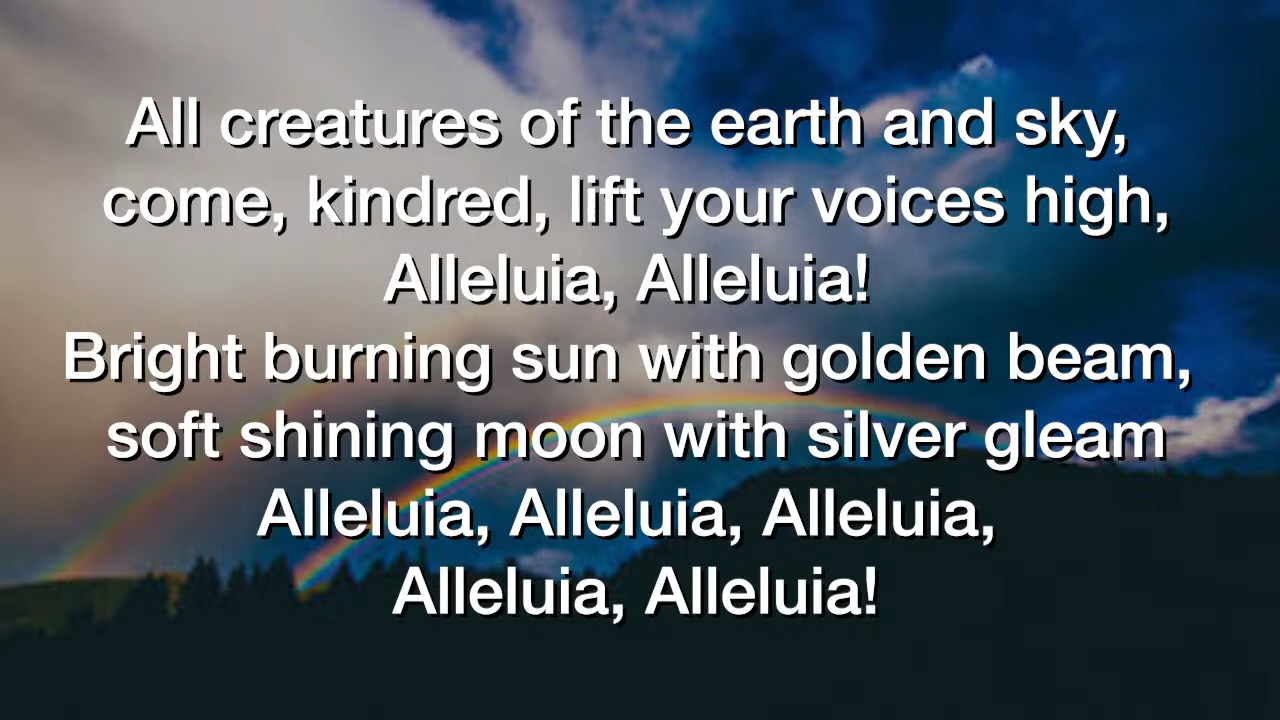 All creatures of the earth and sky,
come, kindred, lift your voices high,
Alleluia, Alleluia!
Bright burning sun with golden beam,
soft shining moon with silver gleam
Alleluia, Alleluia, Alleluia,
Alleluia, Alleluia!